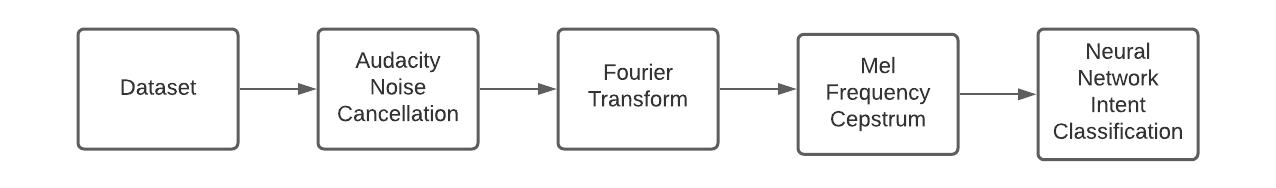 Dataset
Audacity
Noise
Cancellation
Fourier
Transform
Mel
Frequency
Cepstrum
Neural
Network
Intent
Classification